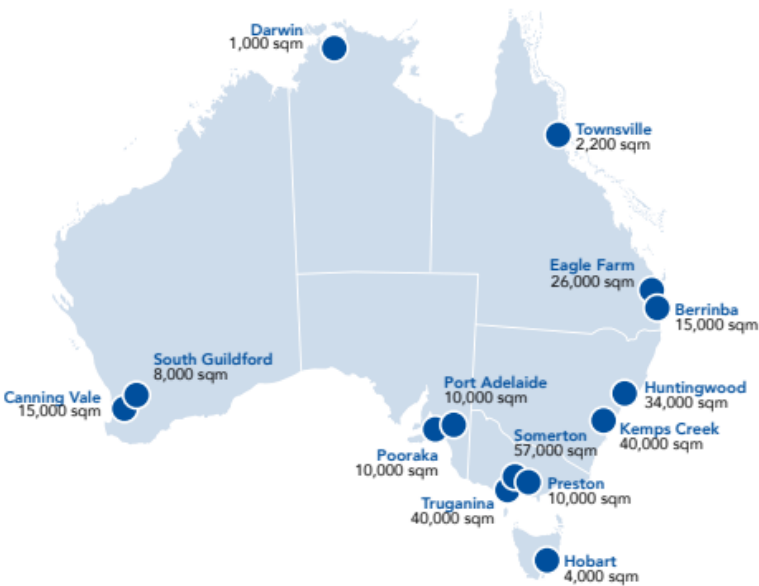 Darwin
1,000 sqm
Townsville
2,200 sqm
Eagle Farm
26,000 sqm
Berrinba
15,000 sqm
South Guildford
8,000 sqm
Canning Vale
15,000 sqm
Port Adelaide
10,000 sqm
Huntingwood
34,000 sqm
Kemps Creek
40,000 sqm
Somerton
57,000 sqm
Pooraka
10,000 sqm
Preston
10,000 sqm
Truganina
40,000 sqm
Hobart
4,000 sqm